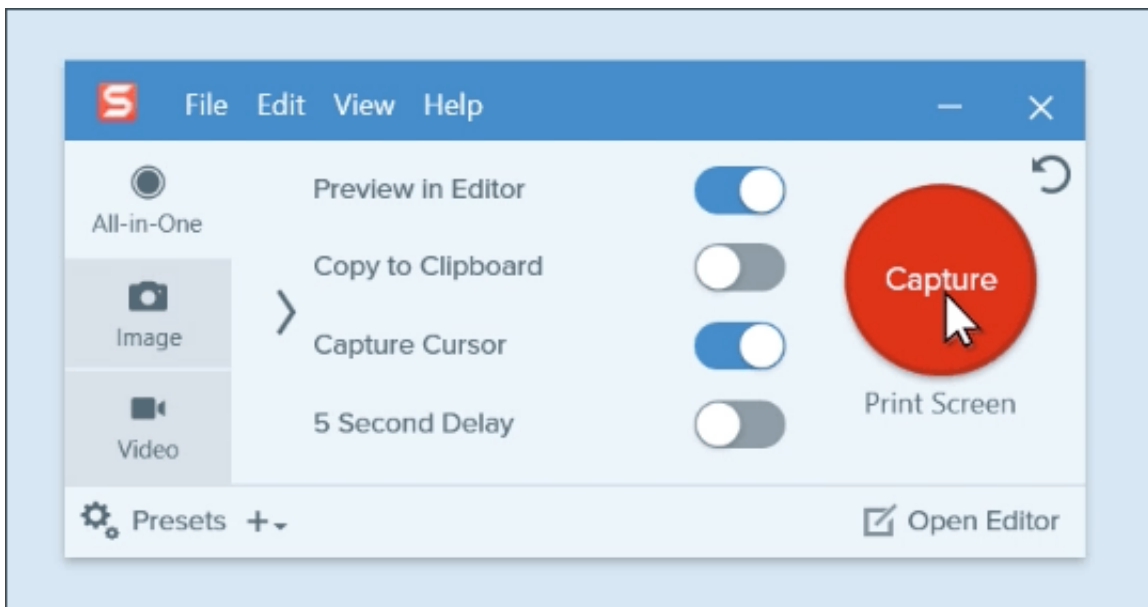 S File Edit View Help
All-in-One
Image
Video
Preview in Editor
Copy to Clipboard
Capture Cursor
5 Second Delay
Capture
Print Screen
Presets
Open Editor